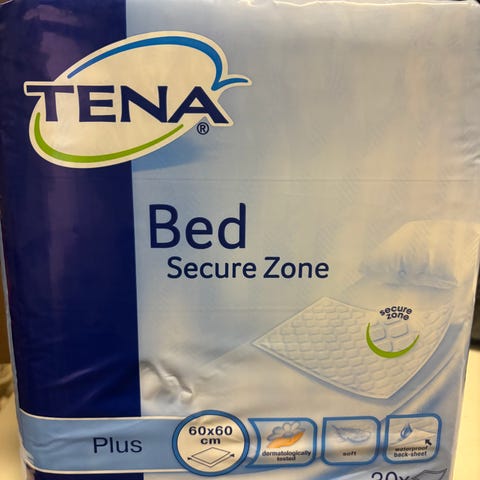 TENA®
Bed
Secure Zone
secure
zone
Plus
60x60
cm
dermatologically
tested
soft
waterproof
back-sheet